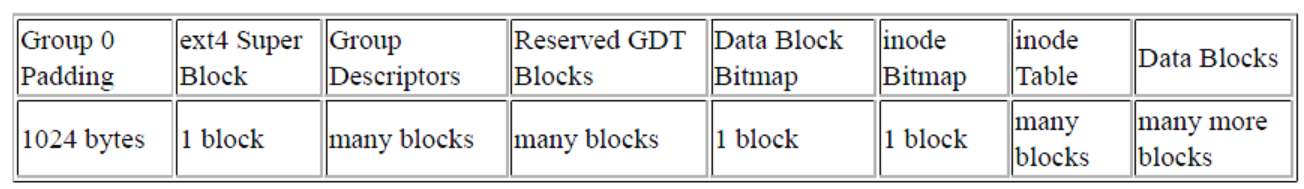 Group 0
Padding
ext4 Super
Block
Group
Descriptors
Reserved GDT
Blocks
Data Block
Bitmap
inode
Bitmap
inode
Table
Data Blocks
1024 bytes
1 block
many blocks
many blocks
1 block
1 block
many
blocks
many more
blocks